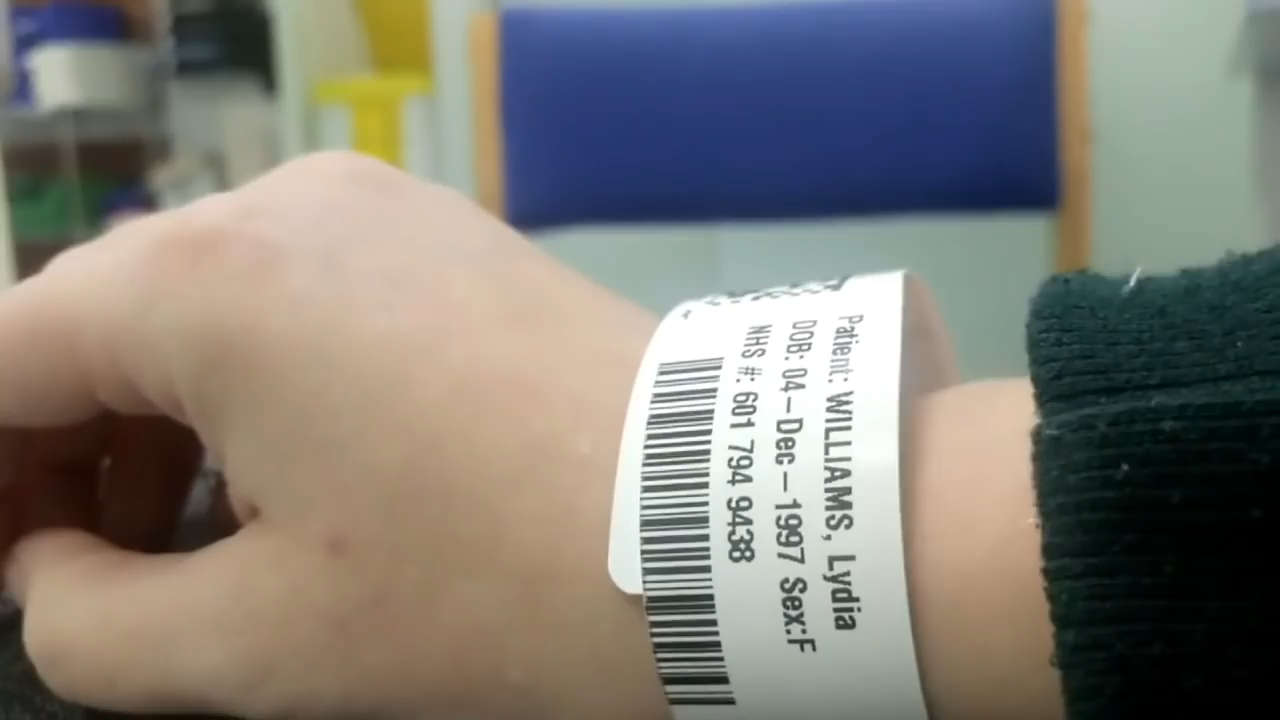 Patient: WILLIAMS, Lydia
DOB: 04-Dec-1997 Sex:F
NHS #: 601 794 9438